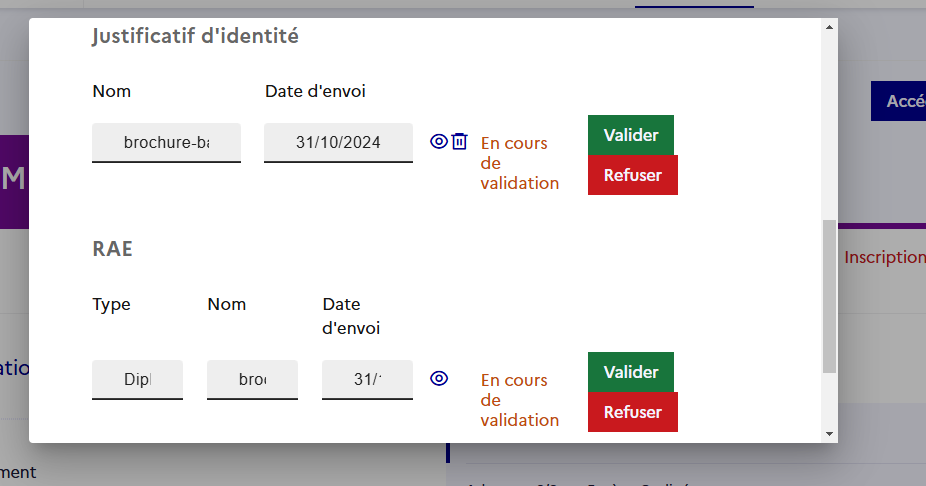 Justificatif d'identité
Nom
Date d'envoi
Accé
brochure-ba
31/10/2024
En cours
de
validation
Valider
Refuser
M
RAE
Inscription
Type
Nom
Date
d'envoi
atio
Dipl
broc
31/1
En cours
de
validation
Valider
Refuser
ment